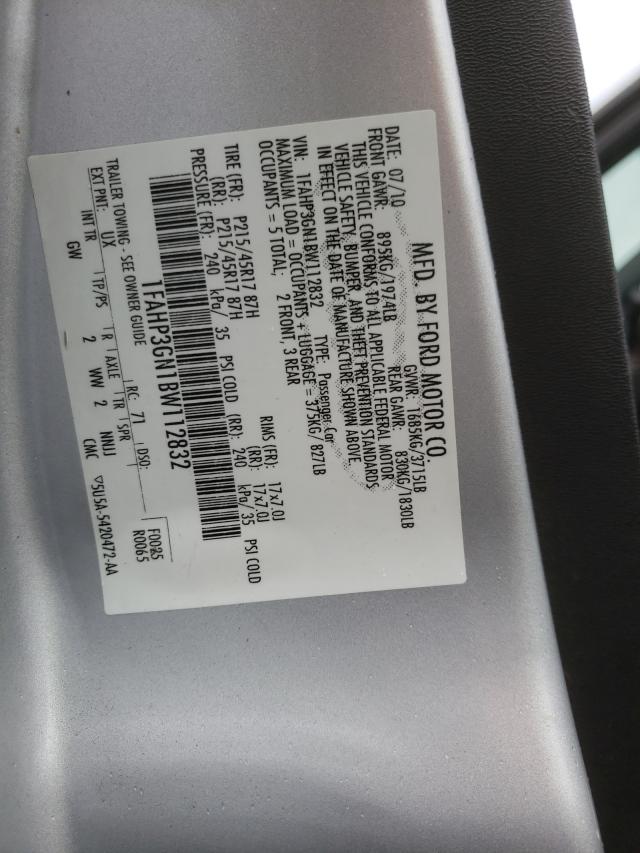 MFD. BY FORD MOTOR CO.
DATE: 07/10 GVWR: 1685KG/3715LB
FRONT GAWR: 895KG/1974LB REAR GAWR: 830KG/1830LB
THIS VEHICLE CONFORMS TO ALL APPLICABLE FEDERAL MOTOR
VEHICLE SAFETY, BUMPER, AND THEFT PREVENTION STANDARDS
IN EFFECT ON THE DATE OF MANUFACTURE SHOWN ABOVE
VIN: 1FAHP3GN1BW112832 TYPE: Passenger Car
MAXIMUM LOAD = OCCUPANTS + LUGGAGE = 375KG/ 827LB
OCCUPANTS = 5 TOTAL: 2 FRONT, 3 REAR
TIRE (FR): P215/45R17 87H RIMS (FR): 17x7.0J
(RR): P215/45R17 87H (RR): 17x7.0J
PRESSURE (FR): 240 kPa/ 35 PSI COLD (RR): 240 kPa/ 35 PSI COLD
1FAHP3GN1BW112832
TRAILER TOWING - SEE OWNER GUIDE F0085
EXT PNT: UX RC: 71 DSO: R0065
INT TR TP/PS R AXLE TR SPR
GW 2 WW 2 NNJJ CMC 5U5A-5420472-AA